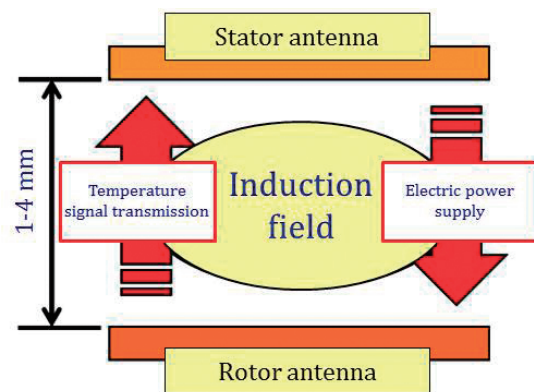 Stator antenna
1-4 mm
Temperature
signal transmission
Induction
field
Electric power
supply
Rotor antenna